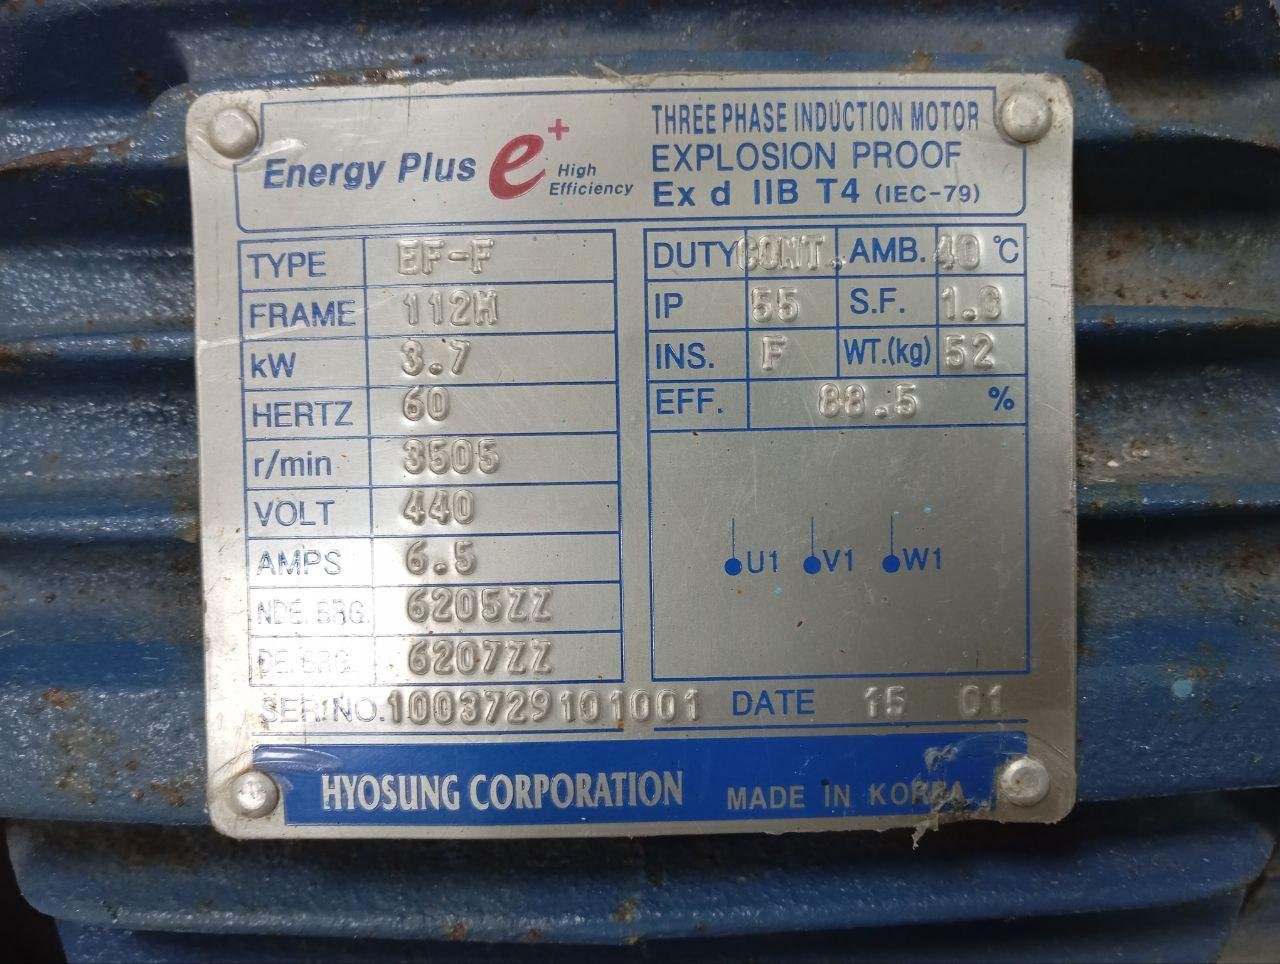 Energy Plus e+ High Efficiency
THREE PHASE INDUCTION MOTOR
EXPLOSION PROOF
Ex d IIB T4 (IEC-79)
TYPE EF-F
FRAME 112M
kW 3.7
HERTZ 60
r/min 3505
VOLT 440
AMPS 6.5
NDE. BRG. 6205ZZ
DE. BRG. 6207ZZ
DUTY CONT. AMB. 40 °C
IP 55 S.F. 1.0
INS. F WT.(kg) 52
EFF. 88.5 %
U1 V1 W1
SER. NO. 1003729101001 DATE 15 01
HYOSUNG CORPORATION MADE IN KOREA